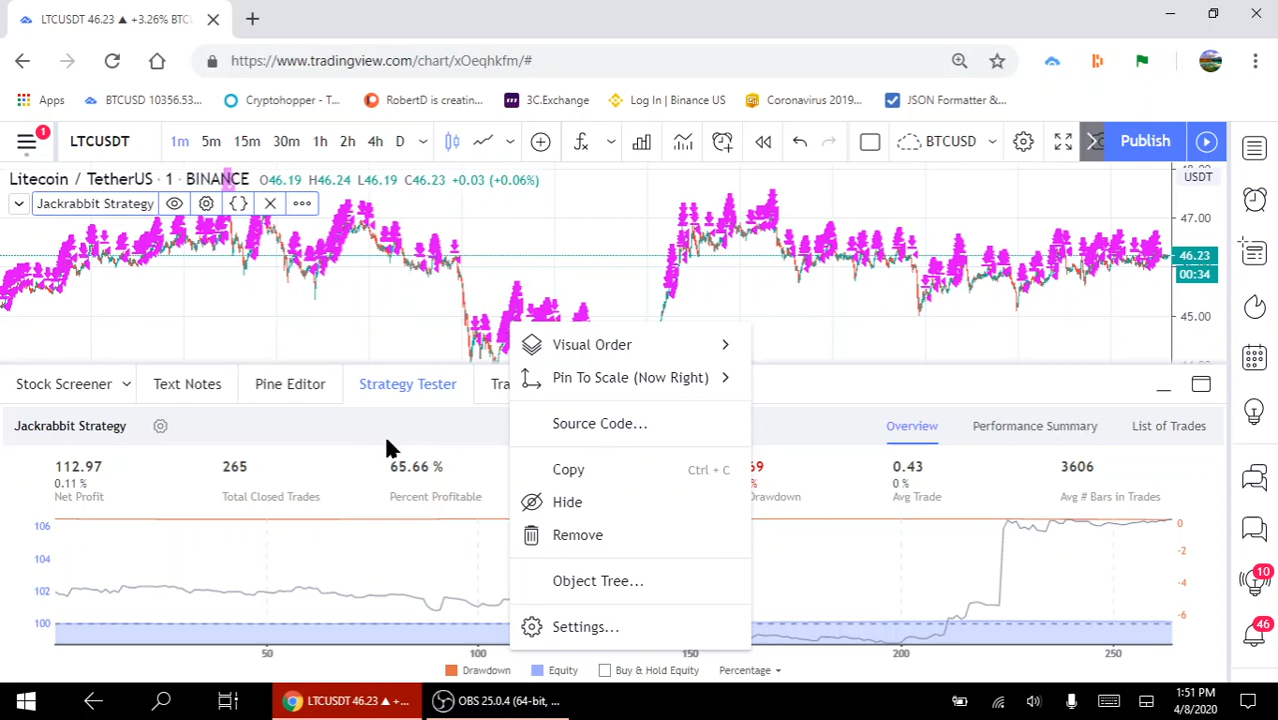 LTCUSDT 46.23 ▲ +3.26% BTC
https://www.tradingview.com/chart/xOeqhkfm/#
Apps BTCUSD 10356.53... Cryptohopper - T... RobertD is creatin... 3C.Exchange Log In | Binance US Coronavirus 2019... JSON Formatter &...
1 LTCUSDT 1m 5m 15m 30m 1h 2h 4h D BTCUSD Publish
Litecoin / TetherUS · 1 · BINANCE O46.19 H46.24 L46.19 C46.23 +0.03 (+0.06%) USDT
Jackrabbit Strategy
47.00
46.23
00:34
45.00
Visual Order
Pin To Scale (Now Right)
Source Code...
Copy Ctrl + C
Hide
Remove
Object Tree...
Settings...
Stock Screener Text Notes Pine Editor Strategy Tester Tra
Jackrabbit Strategy Overview Performance Summary List of Trades
112.97 265 65.66 % 69 0.43 3606
0.11 % % 0 %
Net Profit Total Closed Trades Percent Profitable Drawdown Avg Trade Avg # Bars in Trades
106 0
104 -2
102 -4
100 -6
50 100 150 200 250
Drawdown Equity Buy & Hold Equity Percentage
10
46
LTCUSDT 46.23 ▲ +... OBS 25.0.4 (64-bit, ... 1:51 PM
4/8/2020